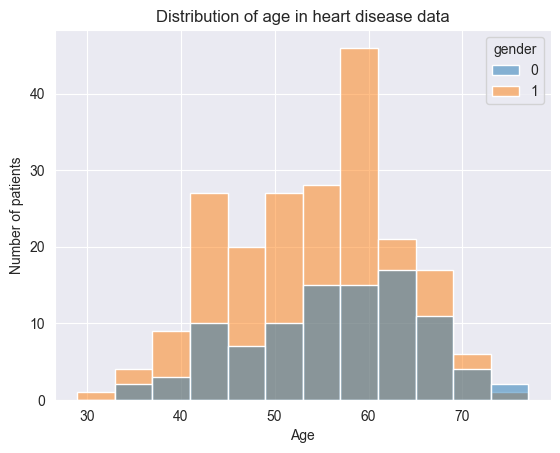 Distribution of age in heart disease data
gender
0
1
Number of patients
40
30
20
10
0
30 40 50 60 70
Age